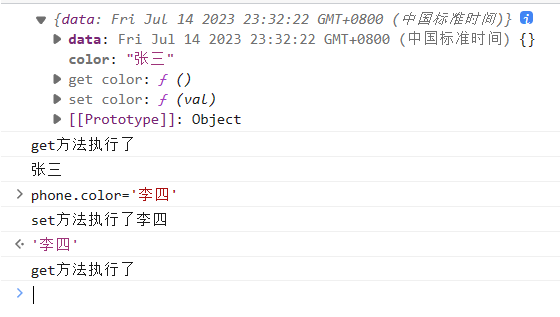 {data: Fri Jul 14 2023 23:32:22 GMT+0800 (中国标准时间)} i
data: Fri Jul 14 2023 23:32:22 GMT+0800 (中国标准时间) {}
color: "张三"
get color: ƒ ()
set color: ƒ (val)
[[Prototype]]: Object
get方法执行了
张三
phone.color='李四'
set方法执行了李四
'李四'
get方法执行了